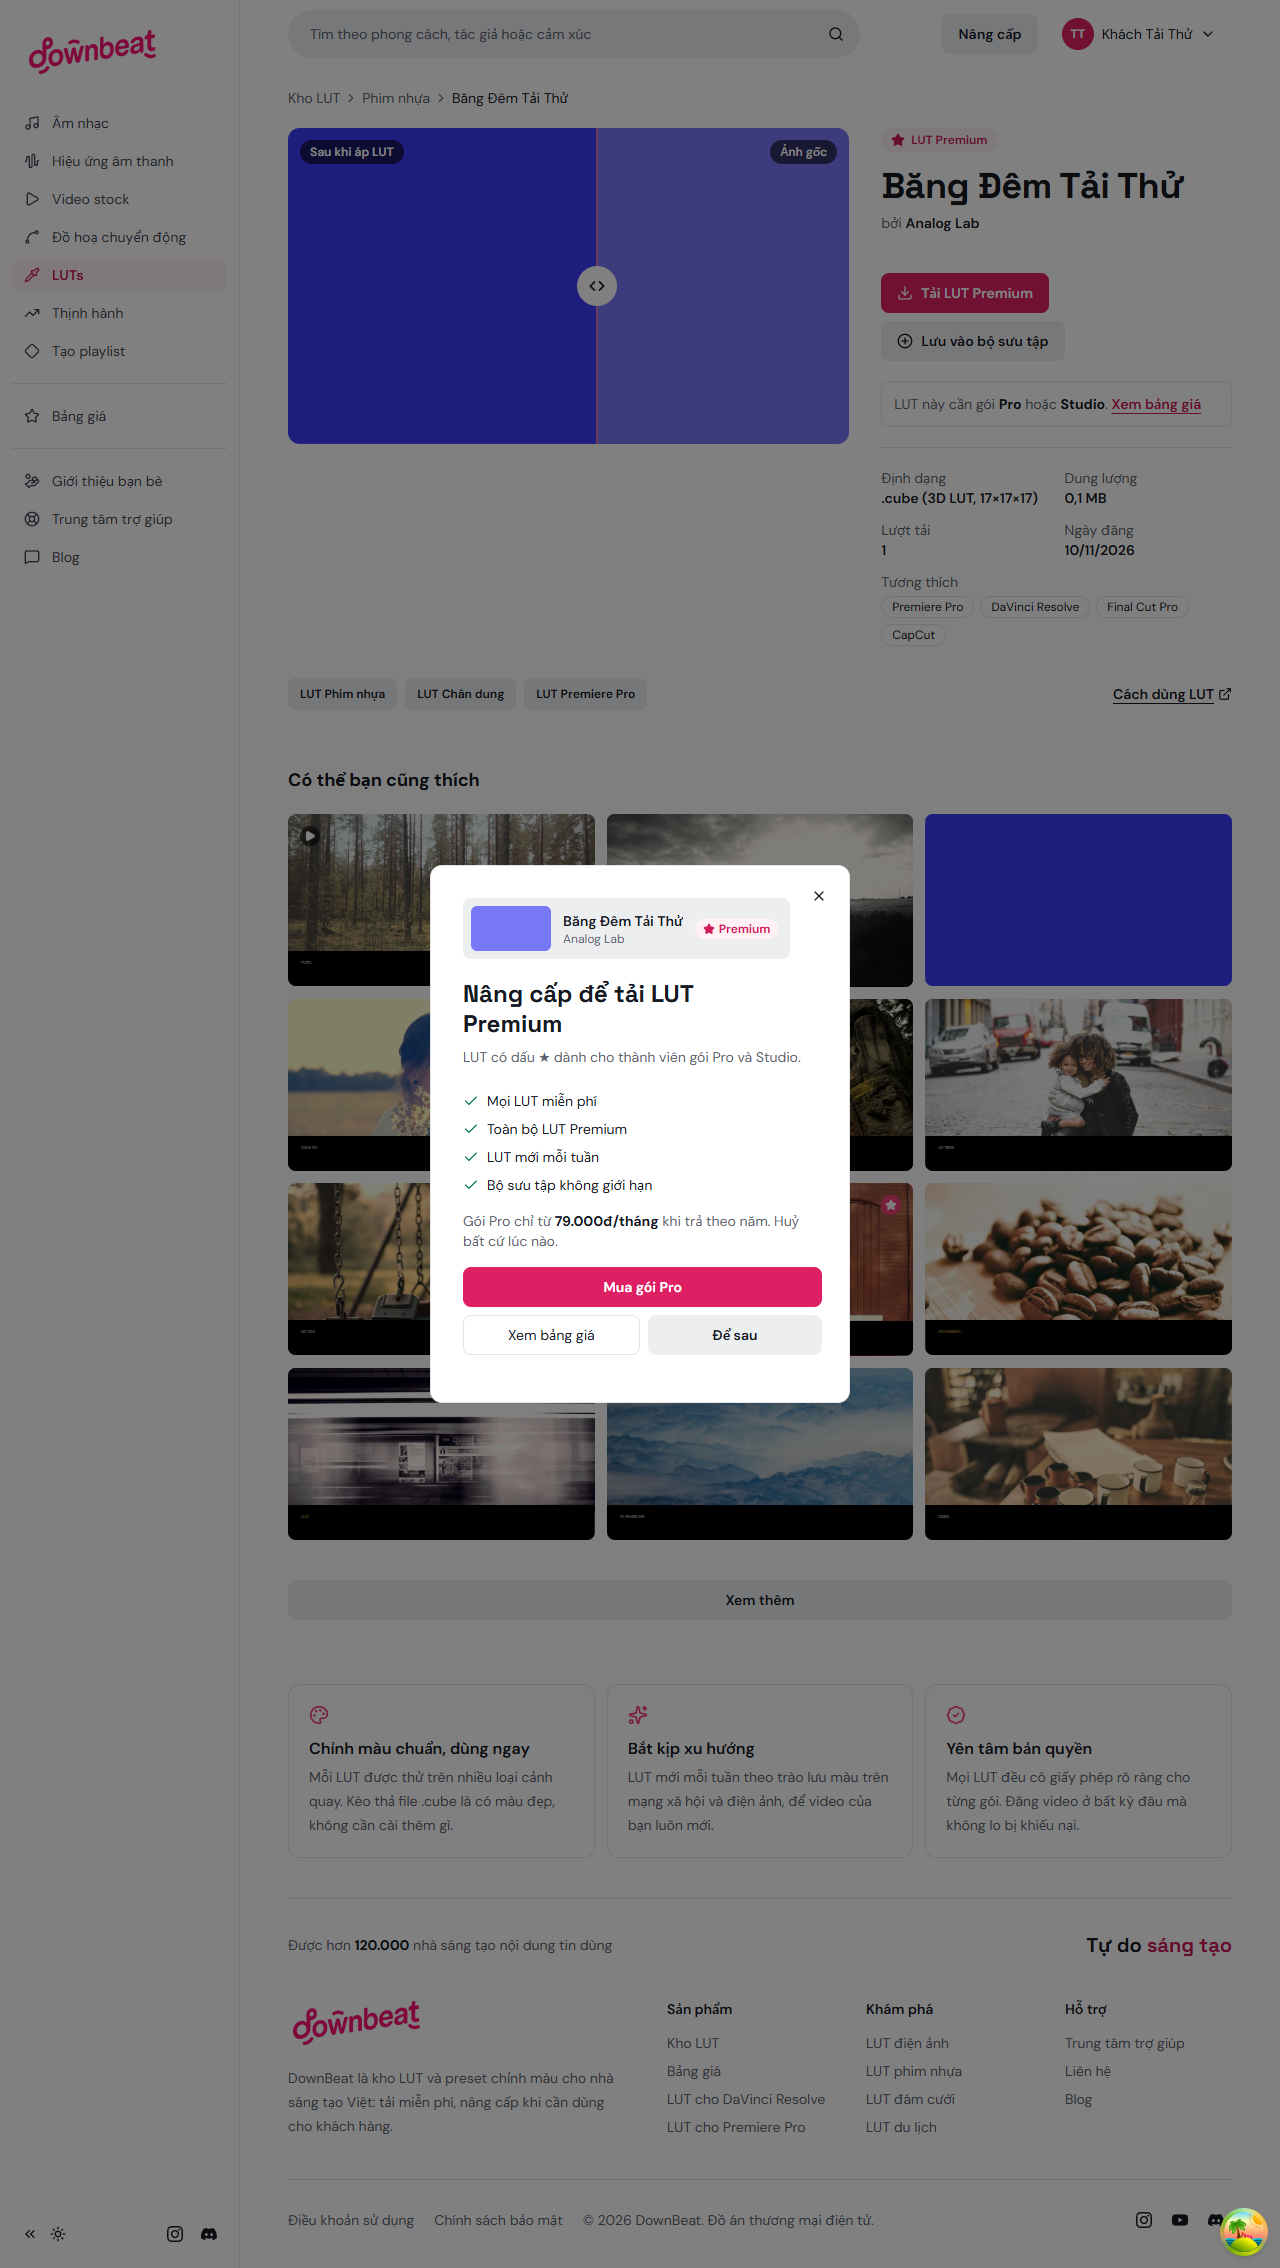 downbeat
Tìm theo phong cách, tác giả hoặc cảm xúc
Nâng cấp
TT
Khách Tải Thử
Âm nhạc
Hiệu ứng âm thanh
Video stock
Đồ hoạ chuyển động
LUTs
Thịnh hành
Tạo playlist
Bảng giá
Giới thiệu bạn bè
Trung tâm trợ giúp
Blog
Kho LUT > Phim nhựa > Băng Đêm Tải Thử
Sau khi áp LUT
Ảnh gốc
LUT Premium
Băng Đêm Tải Thử
bởi Analog Lab
Tải LUT Premium
Lưu vào bộ sưu tập
LUT này cần gói Pro hoặc Studio. Xem bảng giá
Định dạng
.cube (3D LUT, 17×17×17)
Dung lượng
0,1 MB
Lượt tải
1
Ngày đăng
10/11/2026
Tương thích
Premiere Pro
DaVinci Resolve
Final Cut Pro
CapCut
LUT Phim nhựa
LUT Chân dung
LUT Premiere Pro
Cách dùng LUT
Có thể bạn cũng thích
Băng Đêm Tải Thử
Analog Lab
Premium
Nâng cấp để tải LUT
Premium
LUT có dấu ★ dành cho thành viên gói Pro và Studio.
Mọi LUT miễn phí
Toàn bộ LUT Premium
LUT mới mỗi tuần
Bộ sưu tập không giới hạn
Gói Pro chỉ từ 79.000đ/tháng khi trả theo năm. Huỷ
bất cứ lúc nào.
Mua gói Pro
Xem bảng giá
Để sau
Xem thêm
Chỉnh màu chuẩn, dùng ngay
Mỗi LUT được thử trên nhiều loại cảnh
quay. Kéo thả file .cube là có màu đẹp,
không cần cài thêm gì.
Bắt kịp xu hướng
LUT mới mỗi tuần theo trào lưu màu trên
mạng xã hội và điện ảnh, để video của
bạn luôn mới.
Yên tâm bản quyền
Mọi LUT đều có giấy phép rõ ràng cho
từng gói. Đăng video ở bất kỳ đâu mà
không lo bị khiếu nại.
Được hơn 120.000 nhà sáng tạo nội dung tin dùng
Tự do sáng tạo
downbeat
DownBeat là kho LUT và preset chỉnh màu cho nhà
sáng tạo Việt: tải miễn phí, nâng cấp khi cần dùng
cho khách hàng.
Sản phẩm
Kho LUT
Bảng giá
LUT cho DaVinci Resolve
LUT cho Premiere Pro
Khám phá
LUT điện ảnh
LUT phim nhựa
LUT đám cưới
LUT du lịch
Hỗ trợ
Trung tâm trợ giúp
Liên hệ
Blog
Điều khoản sử dụng
Chính sách bảo mật
© 2026 DownBeat. Đồ án thương mại điện tử.